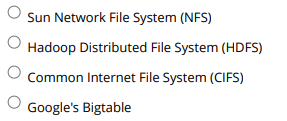 Sun Network File System (NFS)
Hadoop Distributed File System (HDFS)
Common Internet File System (CIFS)
Google's Bigtable